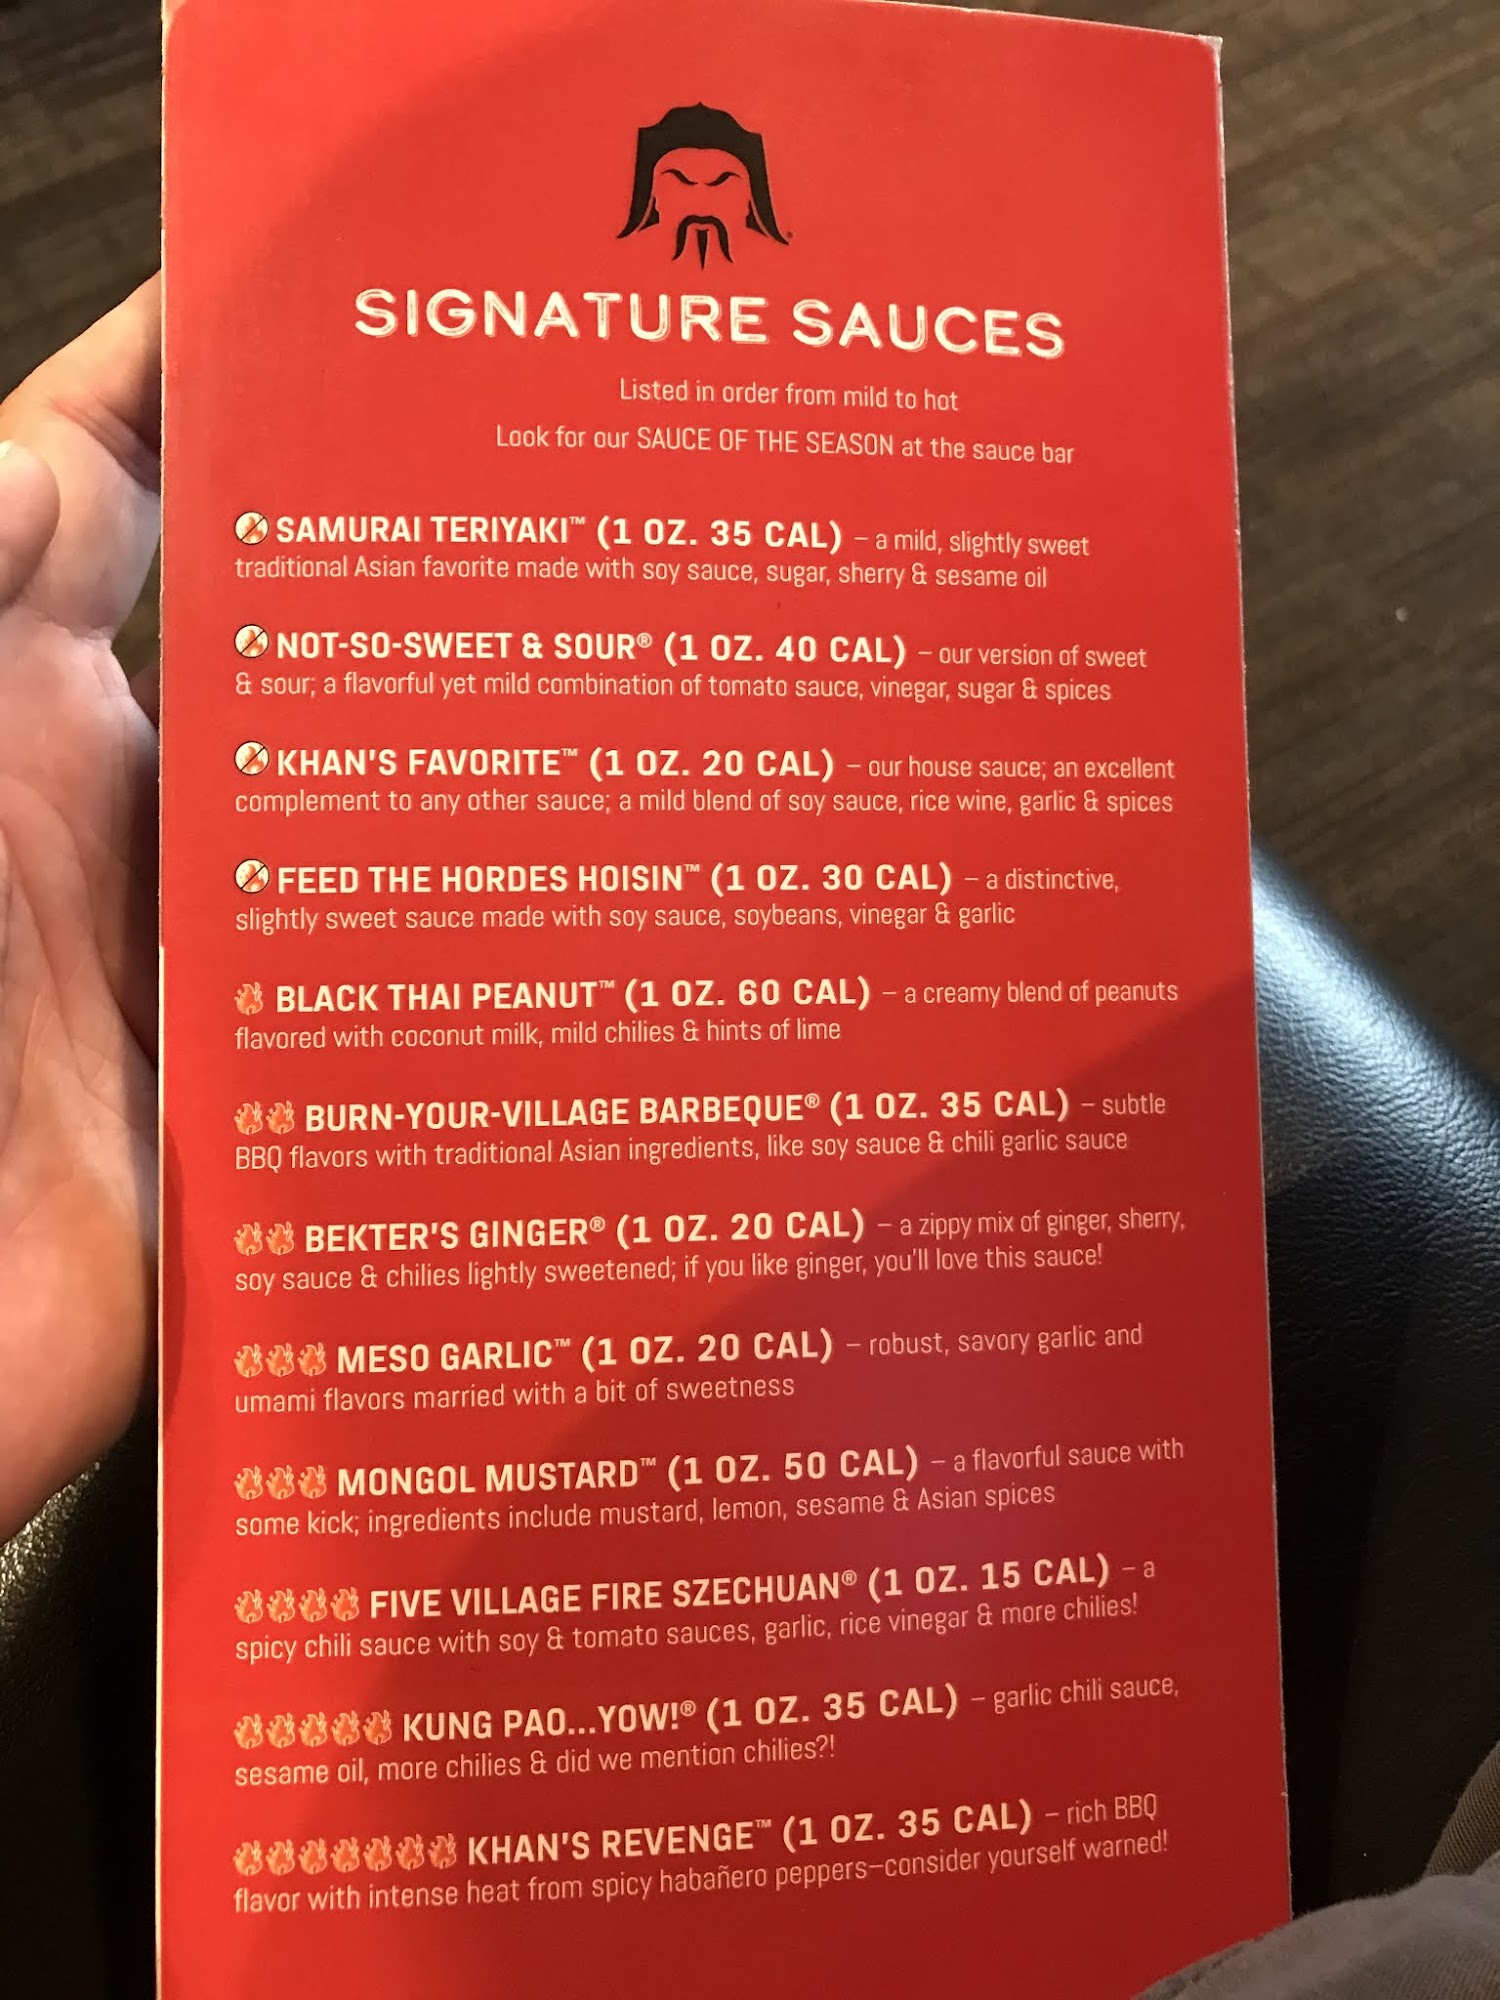 SIGNATURE SAUCES
Listed in order from mild to hot
Look for our SAUCE OF THE SEASON at the sauce bar
SAMURAI TERIYAKI™ (1 OZ. 35 CAL) – a mild, slightly sweet
traditional Asian favorite made with soy sauce, sugar, sherry & sesame oil
NOT-SO-SWEET & SOUR® (1 OZ. 40 CAL) – our version of sweet
& sour; a flavorful yet mild combination of tomato sauce, vinegar, sugar & spices
KHAN'S FAVORITE™ (1 OZ. 20 CAL) – our house sauce; an excellent
complement to any other sauce; a mild blend of soy sauce, rice wine, garlic & spices
FEED THE HORDES HOISIN™ (1 OZ. 30 CAL) – a distinctive,
slightly sweet sauce made with soy sauce, soybeans, vinegar & garlic
BLACK THAI PEANUT™ (1 OZ. 60 CAL) – a creamy blend of peanuts
flavored with coconut milk, mild chilies & hints of lime
BURN-YOUR-VILLAGE BARBEQUE® (1 OZ. 35 CAL) – subtle
BBQ flavors with traditional Asian ingredients, like soy sauce & chili garlic sauce
BEKTER'S GINGER® (1 OZ. 20 CAL) – a zippy mix of ginger, sherry,
soy sauce & chilies lightly sweetened; if you like ginger, you'll love this sauce!
MESO GARLIC™ (1 OZ. 20 CAL) – robust, savory garlic and
umami flavors married with a bit of sweetness
MONGOL MUSTARD™ (1 OZ. 50 CAL) – a flavorful sauce with
some kick; ingredients include mustard, lemon, sesame & Asian spices
FIVE VILLAGE FIRE SZECHUAN® (1 OZ. 15 CAL) – a
spicy chili sauce with soy & tomato sauces, garlic, rice vinegar & more chilies!
KUNG PAO...YOW!® (1 OZ. 35 CAL) – garlic chili sauce,
sesame oil, more chilies & did we mention chilies?!
KHAN'S REVENGE™ (1 OZ. 35 CAL) – rich BBQ
flavor with intense heat from spicy habañero peppers–consider yourself warned!